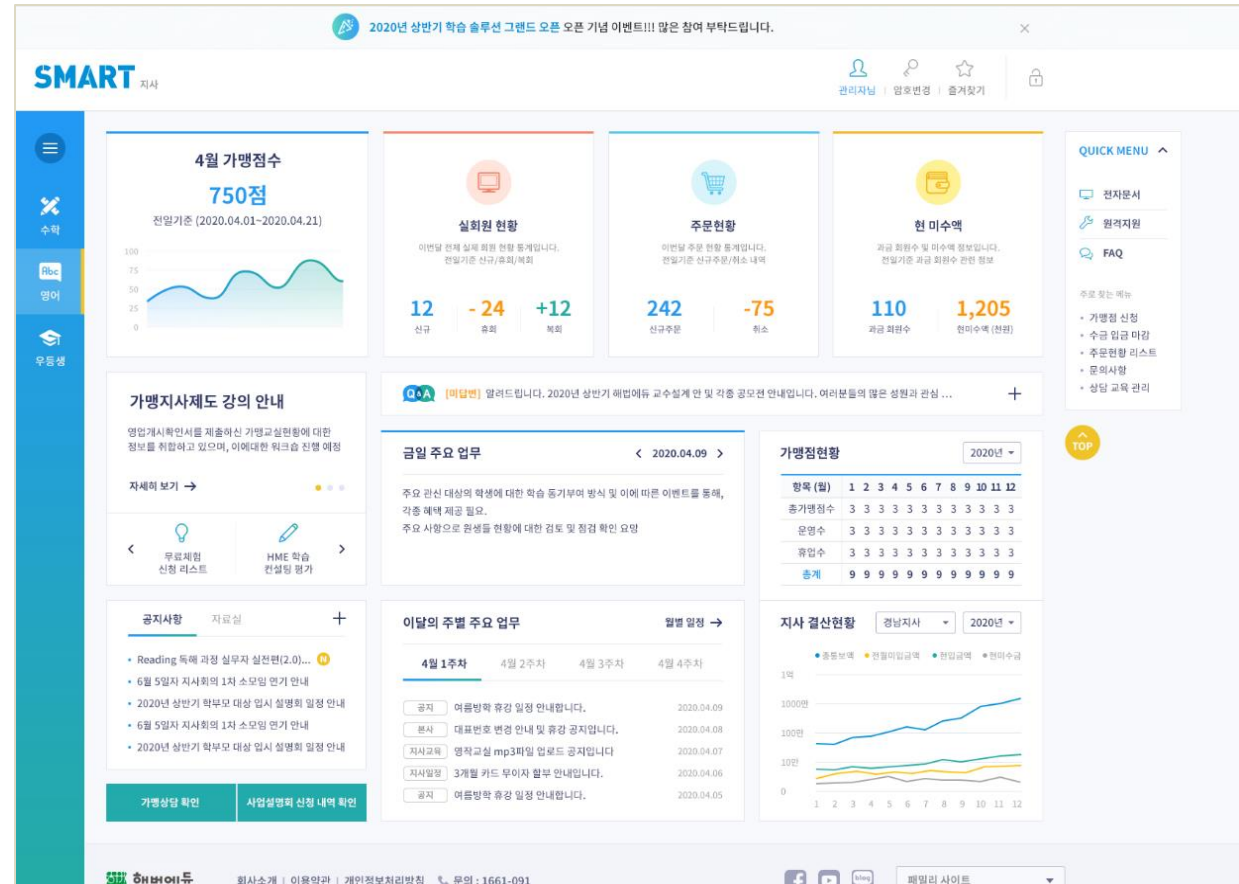 2020년 상반기 학습 솔루션 그랜드 오픈 오픈 기념 이벤트!!! 많은 참여 부탁드립니다.
SMART 지사
관리자님 | 암호변경 | 즐겨찾기
수학
Abc
영어
우등생
4월 가맹점수
750점
전일기준 (2020.04.01~2020.04.21)
100
75
50
25
0
실회원 현황
이번달 전체 실제 회원 현황 통계입니다.
전일기준 신규/휴회/복회
12 - 24 +12
신규 휴회 복회
주문현황
이번달 주문 현황 통계입니다.
전일기준 신규주문/취소 내역
242 -75
신규주문 취소
현 미수액
과금 회원수 및 미수액 정보입니다.
전일기준 과금 회원수 관련 정보
110 1,205
과금 회원수 현미수액 (천원)
QUICK MENU
전자문서
원격지원
FAQ
주로 찾는 메뉴
가맹점 신청
수금 입금 마감
주문현황 리스트
문의사항
상담 교육 관리
TOP
가맹지사제도 강의 안내
영업개시확인서를 제출하신 가맹교실현황에 대한
정보를 취합하고 있으며, 이에대한 워크숍 진행 예정
자세히 보기
무료체험
신청 리스트
HME 학습
컨설팅 평가
Q&A [미답변] 알려드립니다. 2020년 상반기 해법에듀 교수설계 안 및 각종 공모전 안내입니다. 여러분들의 많은 성원과 관심 ...
금일 주요 업무 2020.04.09
주요 관신 대상의 학생에 대한 학습 동기부여 방식 및 이에 따른 이벤트를 통해,
각종 혜택 제공 필요.
주요 사항으로 원생들 현황에 대한 검토 및 점검 확인 요망
가맹점현황 2020년
항목 (월) 1 2 3 4 5 6 7 8 9 10 11 12
총가맹점수 3 3 3 3 3 3 3 3 3 3 3 3
운영수 3 3 3 3 3 3 3 3 3 3 3 3
휴업수 3 3 3 3 3 3 3 3 3 3 3 3
총계 9 9 9 9 9 9 9 9 9 9 9 9
공지사항 자료실
Reading 독해 과정 실무자 실전편(2.0)... N
6월 5일자 지사회의 1차 소모임 연기 안내
2020년 상반기 학부모 대상 입시 설명회 일정 안내
6월 5일자 지사회의 1차 소모임 연기 안내
2020년 상반기 학부모 대상 입시 설명회 일정 안내
가맹상담 확인 사업설명회 신청 내역 확인
이달의 주별 주요 업무 월별 일정
4월 1주차 4월 2주차 4월 3주차 4월 4주차
공지 여름방학 휴강 일정 안내합니다. 2020.04.09
본사 대표번호 변경 안내 및 휴강 공지입니다. 2020.04.08
지사교육 영작교실 mp3파일 업로드 공지입니다 2020.04.07
지사일정 3개월 카드 무이자 할부 안내입니다. 2020.04.06
공지 여름방학 휴강 일정 안내합니다. 2020.04.05
지사 결산현황 경남지사 2020년
총통보액 전월미입금액 현입금액 현미수금
1억
1000만
100만
10만
0
1 2 3 4 5 6 7 8 9 10 11 12
해법에듀 회사소개 | 이용약관 | 개인정보처리방침 문의 : 1661-091
blog
패밀리 사이트